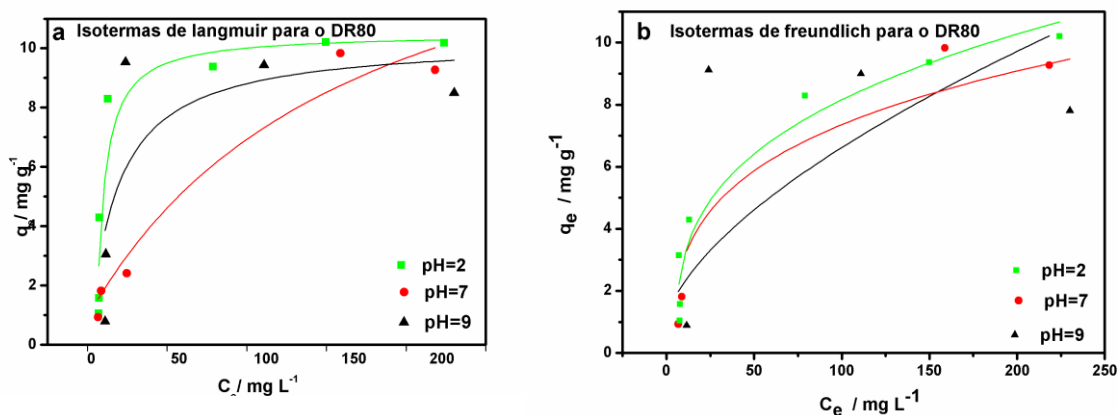 a Isotermas de langmuir para o DR80
q / mg g-1
10
8
6
4
2
0
pH=2
pH=7
pH=9
0 50 100 150 200
C / mg L-1
b Isotermas de freundlich para o DR80
qe / mg g-1
10
8
6
4
2
0
pH=2
pH=7
pH=9
0 50 100 150 200 250
Ce / mg L-1